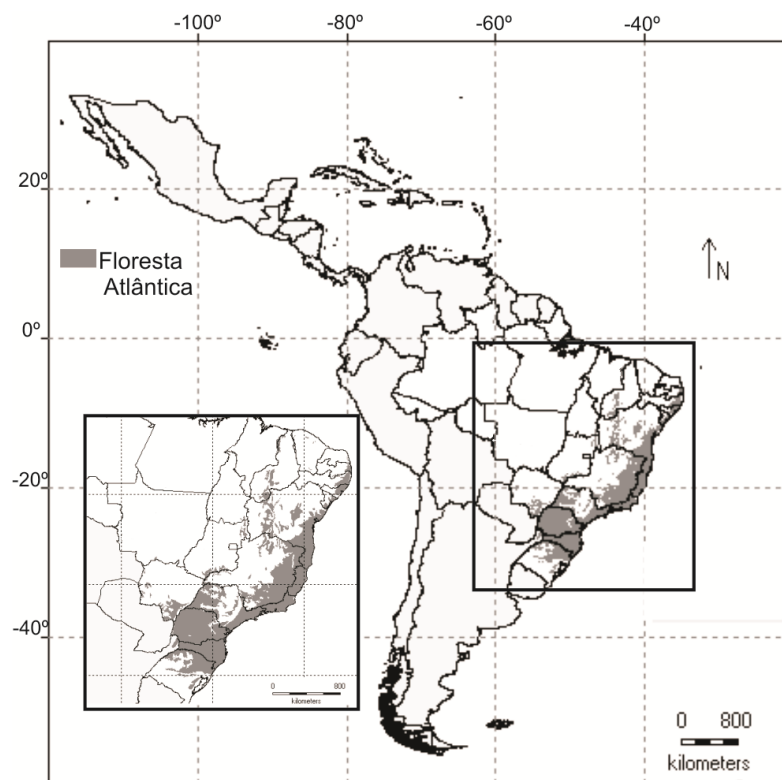 -100º -80º -60º -40º
20º
Floresta
Atlântica
N
0º
-20º
-40º
0 800
kilometers
0 800
kilometers